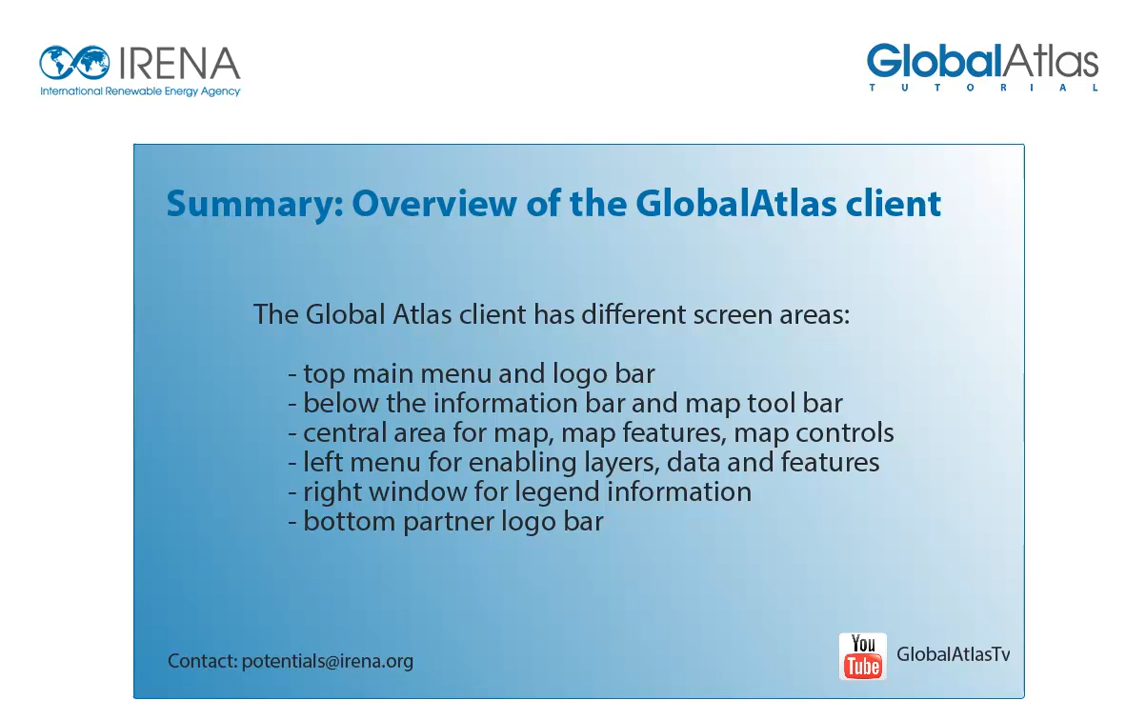 IRENA
International Renewable Energy Agency
GlobalAtlas
TUTORIAL
Summary: Overview of the GlobalAtlas client
The Global Atlas client has different screen areas:
- top main menu and logo bar
- below the information bar and map tool bar
- central area for map, map features, map controls
- left menu for enabling layers, data and features
- right window for legend information
- bottom partner logo bar
Contact: potentials@irena.org
You
Tube
GlobalAtlasTv